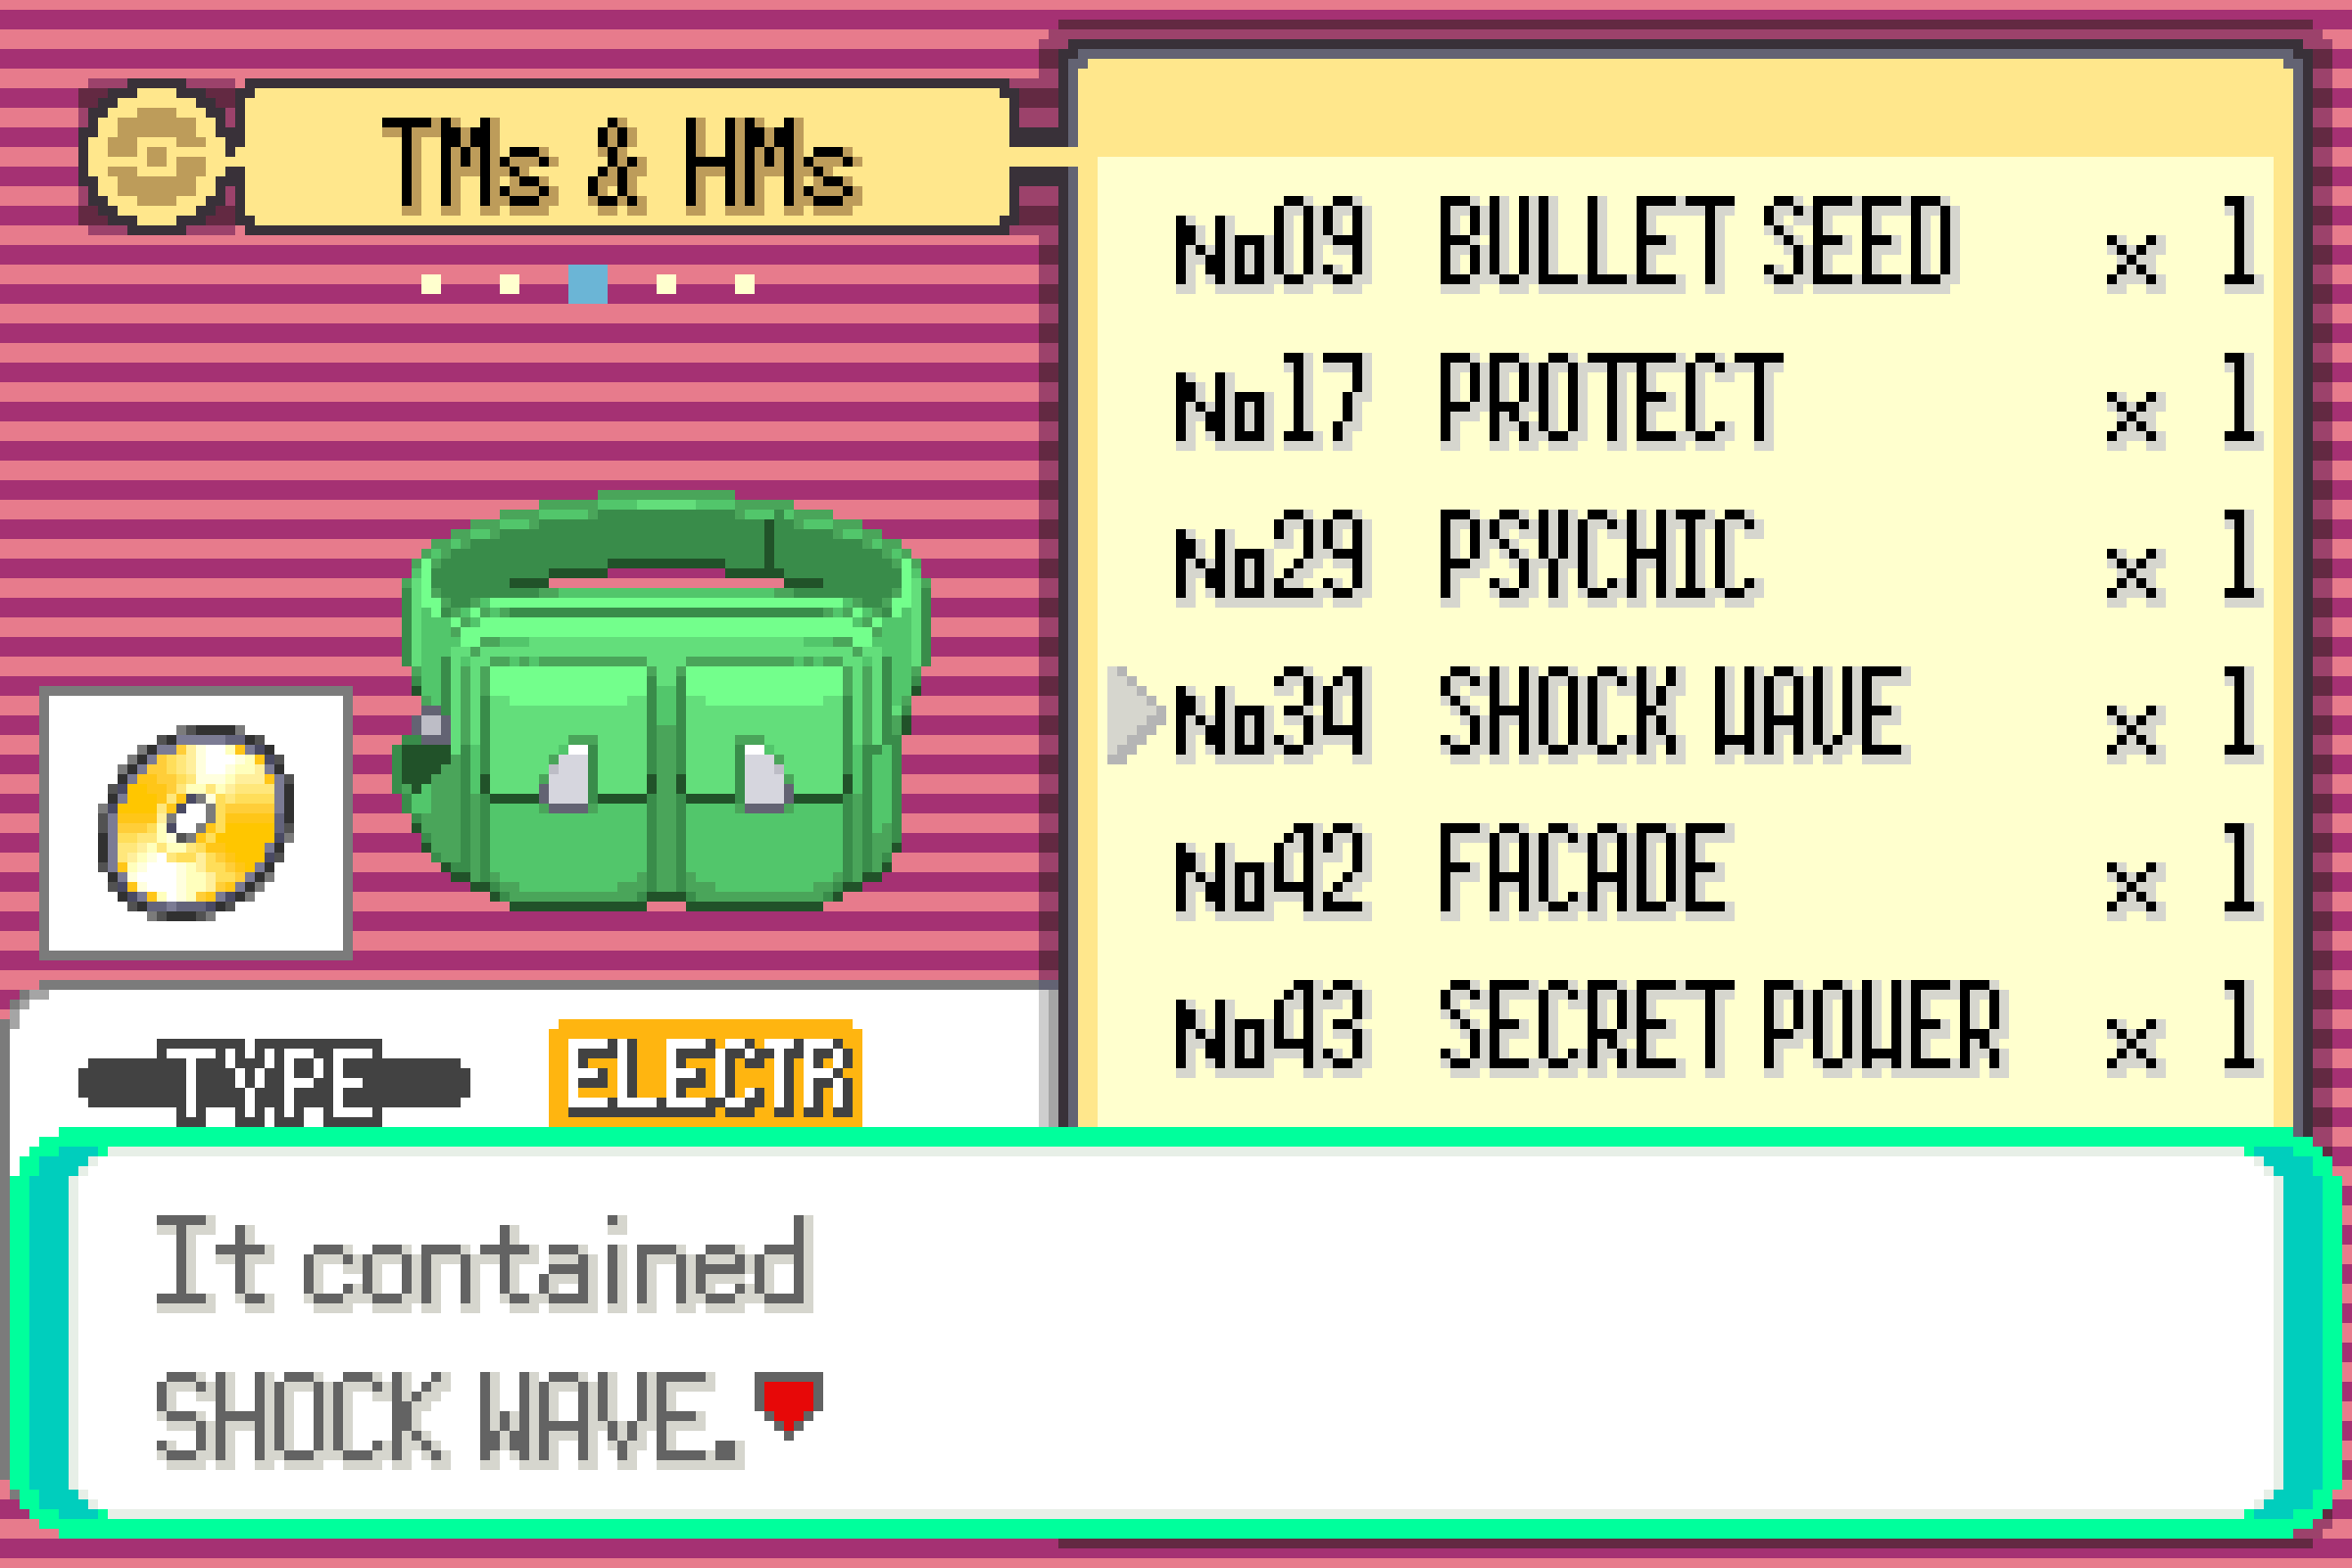 TMs & HMs
No09 BULLET SEED × 1
No17 PROTECT × 1
No29 PSYCHIC × 1
No34 SHOCK WAVE × 1
No42 FACADE × 1
No43 SECRET POWER × 1
TYPE ELECTR
It contained
SHOCK WAVE.